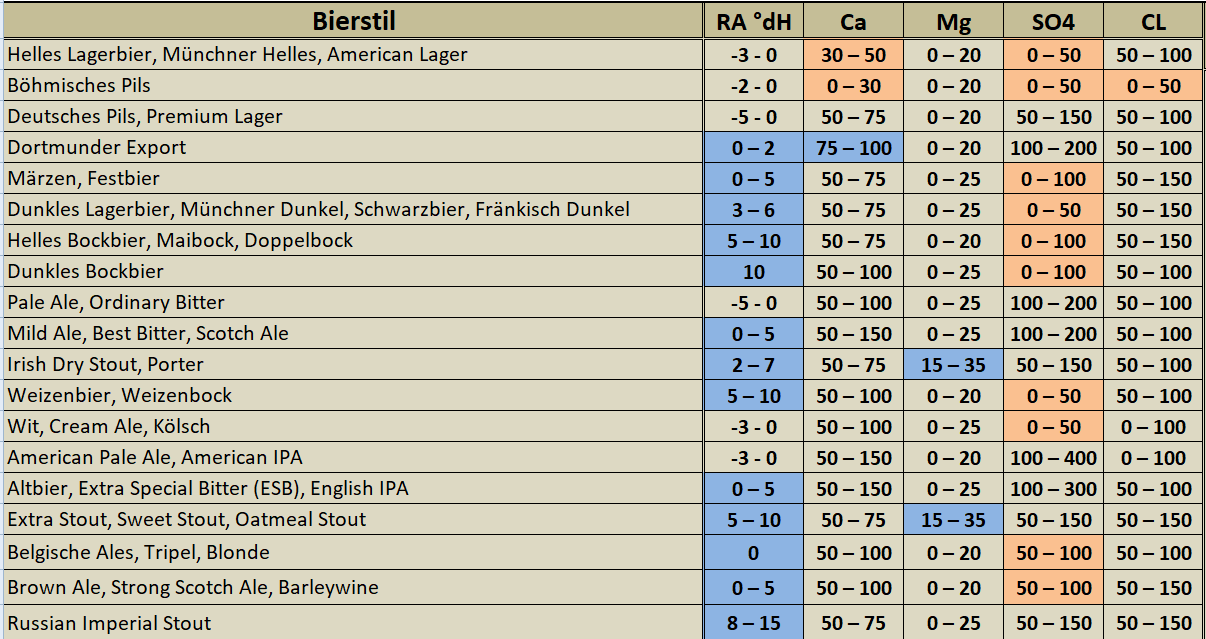 Bierstil RA °dH Ca Mg SO4 CL
Helles Lagerbier, Münchner Helles, American Lager -3 - 0 30 – 50 0 – 20 0 – 50 50 – 100
Böhmisches Pils -2 - 0 0 – 30 0 – 20 0 – 50 0 – 50
Deutsches Pils, Premium Lager -5 - 0 50 – 75 0 – 20 50 – 150 50 – 100
Dortmunder Export 0 – 2 75 – 100 0 – 20 100 – 200 50 – 100
Märzen, Festbier 0 – 5 50 – 75 0 – 25 0 – 100 50 – 150
Dunkles Lagerbier, Münchner Dunkel, Schwarzbier, Fränkisch Dunkel 3 – 6 50 – 75 0 – 25 0 – 50 50 – 150
Helles Bockbier, Maibock, Doppelbock 5 – 10 50 – 75 0 – 20 0 – 100 50 – 150
Dunkles Bockbier 10 50 – 100 0 – 25 0 – 100 50 – 100
Pale Ale, Ordinary Bitter -5 - 0 50 – 100 0 – 25 100 – 200 50 – 100
Mild Ale, Best Bitter, Scotch Ale 0 – 5 50 – 150 0 – 25 100 – 200 50 – 100
Irish Dry Stout, Porter 2 – 7 50 – 75 15 – 35 50 – 150 50 – 100
Weizenbier, Weizenbock 5 – 10 50 – 100 0 – 20 0 – 50 50 – 100
Wit, Cream Ale, Kölsch -3 - 0 50 – 100 0 – 25 0 – 50 0 – 100
American Pale Ale, American IPA -3 - 0 50 – 150 0 – 20 100 – 400 0 – 100
Altbier, Extra Special Bitter (ESB), English IPA 0 – 5 50 – 150 0 – 25 100 – 300 50 – 100
Extra Stout, Sweet Stout, Oatmeal Stout 5 – 10 50 – 75 15 – 35 50 – 150 50 – 150
Belgische Ales, Tripel, Blonde 0 50 – 100 0 – 20 50 – 100 50 – 100
Brown Ale, Strong Scotch Ale, Barleywine 0 – 5 50 – 100 0 – 20 50 – 100 50 – 150
Russian Imperial Stout 8 – 15 50 – 75 0 – 25 50 – 150 50 – 150